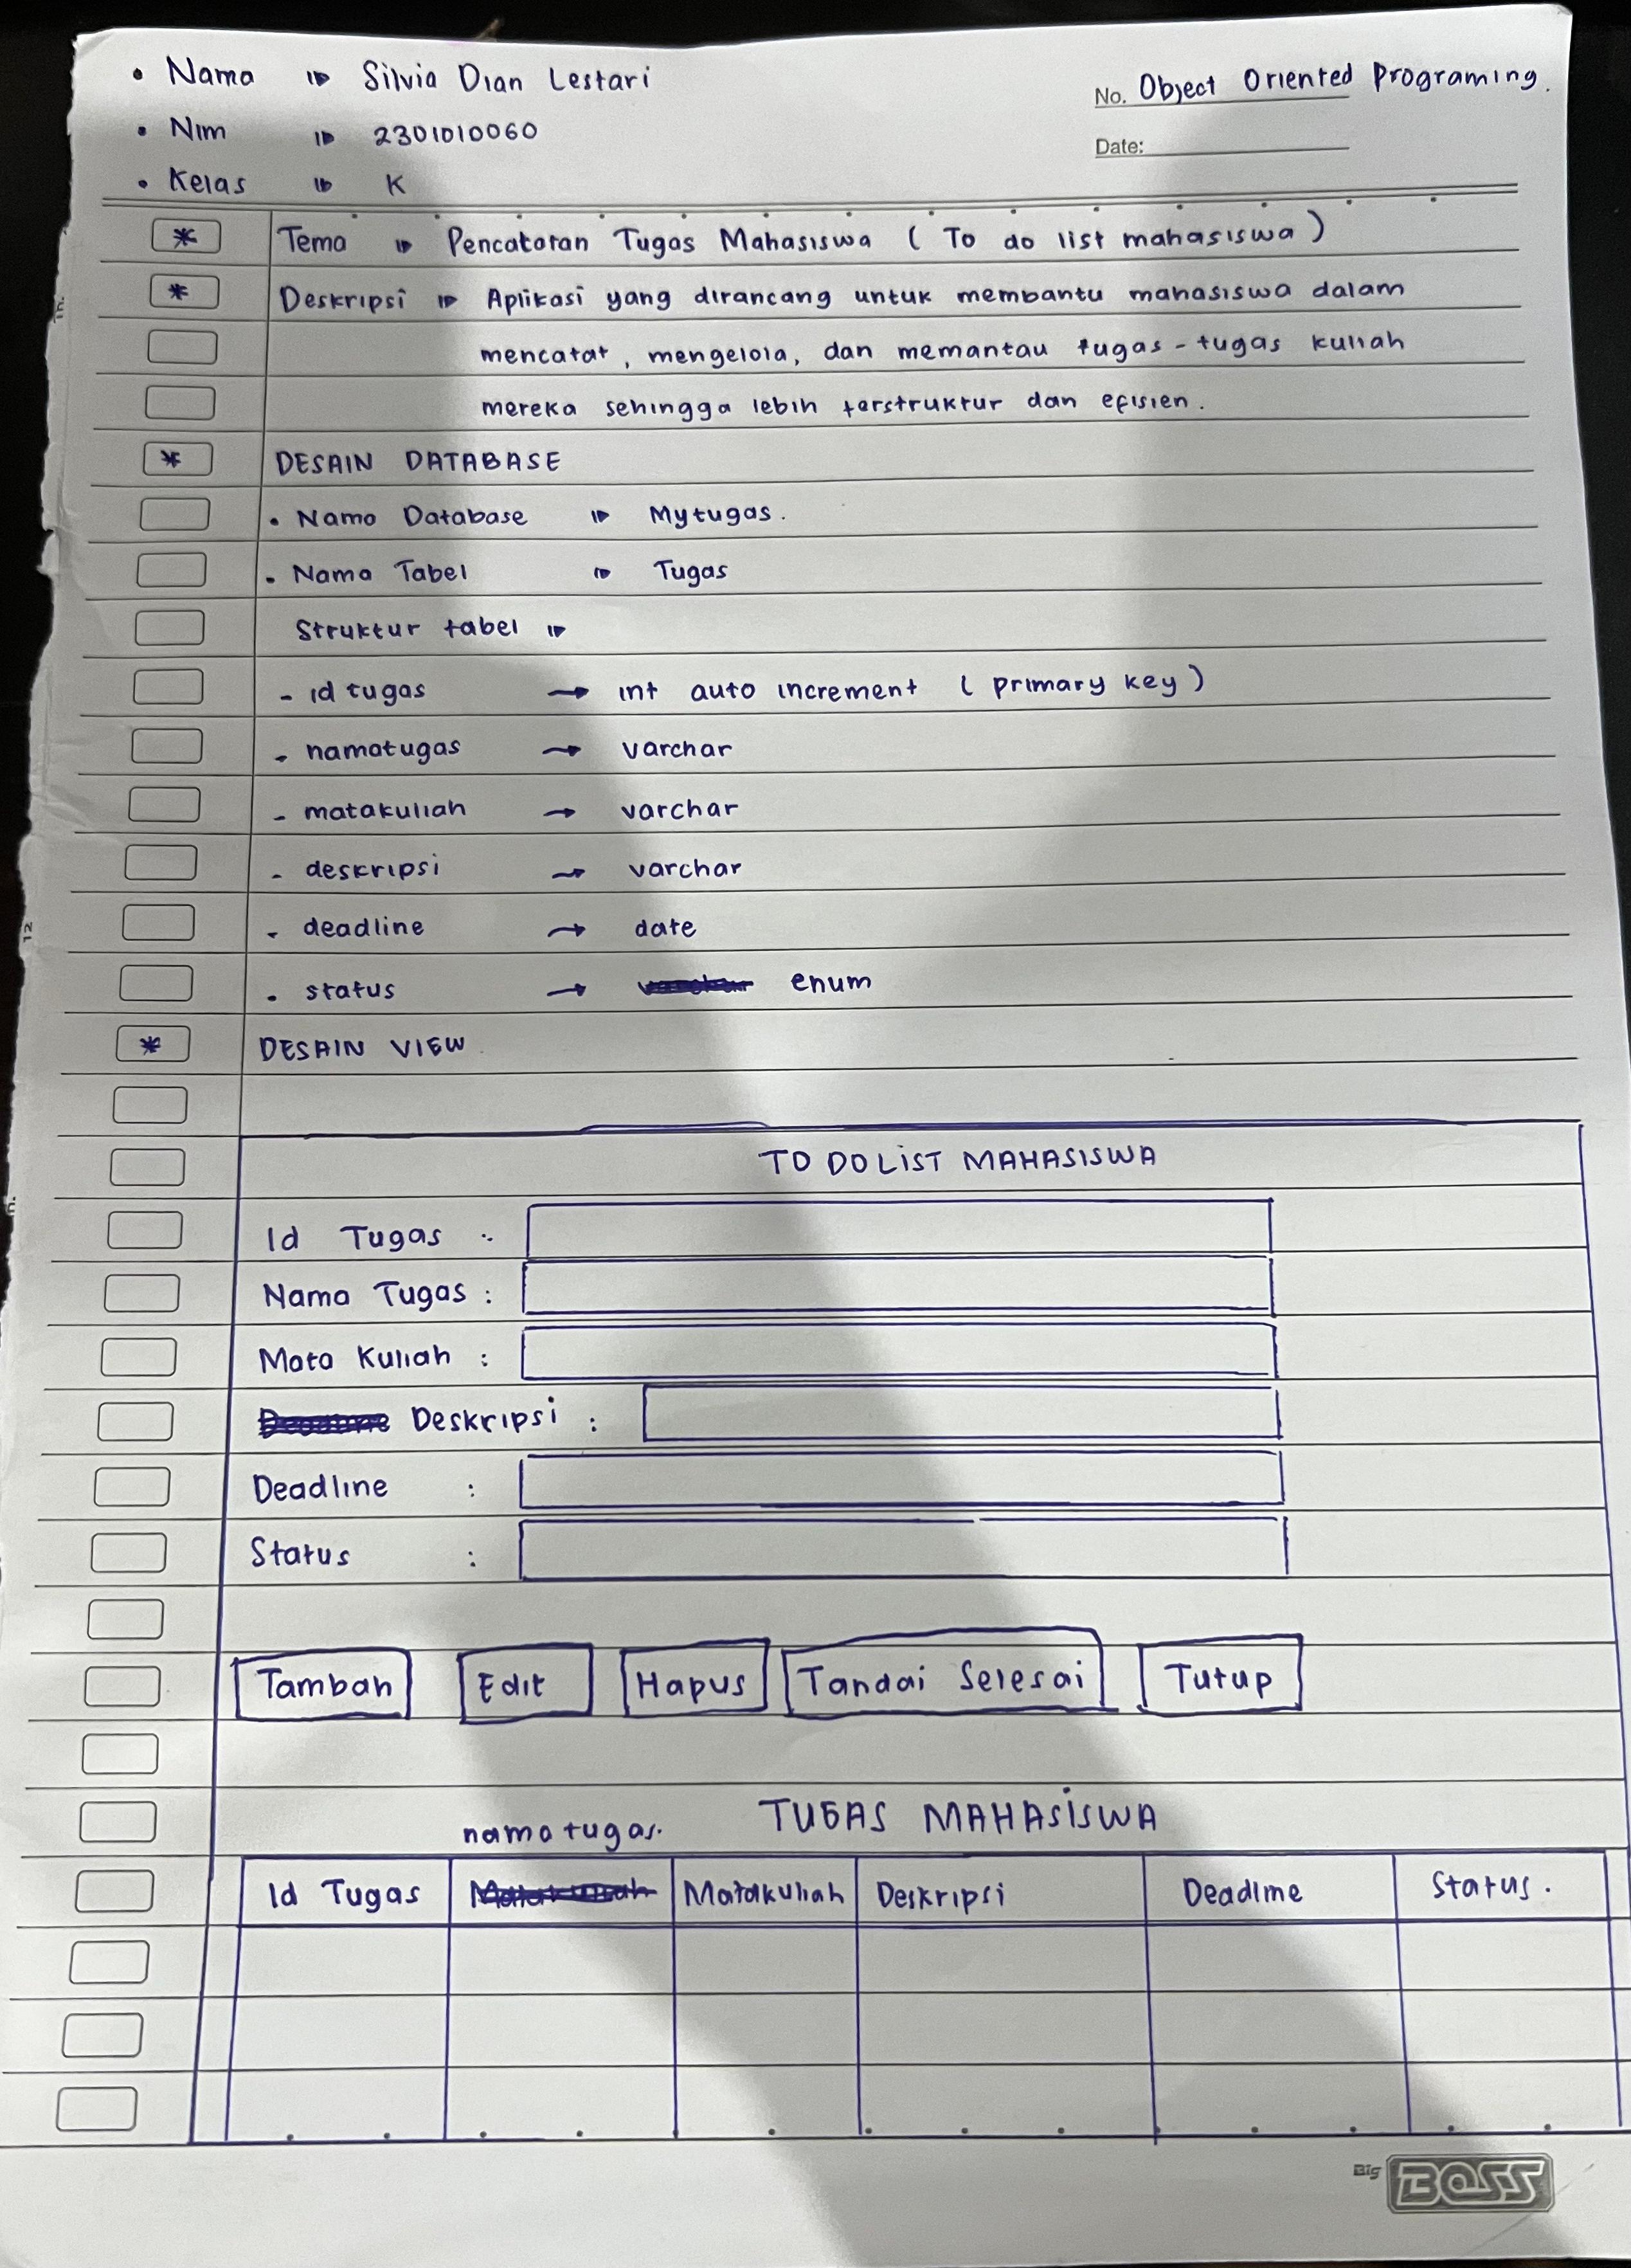 • Nama ⇒ Silvia Dian Lestari
No. Object Oriented Programing.
• Nim ⇒ 2301010060
Date:
• Kelas ⇒ K
* Tema ⇒ Pencatatan Tugas Mahasiswa ( To do list mahasiswa )
* Deskripsi ⇒ Aplikasi yang dirancang untuk membantu mahasiswa dalam
mencatat, mengelola, dan memantau tugas-tugas kuliah
mereka sehingga lebih terstruktur dan efisien.
* DESAIN DATABASE
• Nama Database ⇒ Mytugas.
• Nama Tabel ⇒ Tugas
Struktur tabel ⇒
- id tugas → int auto increment ( primary key )
- namatugas → varchar
- matakuliah → varchar
- deskripsi → varchar
- deadline → date
• status → enum
* DESAIN VIEW
TO DO LIST MAHASISWA
Id Tugas :
Nama Tugas :
Mata Kuliah :
Deskripsi :
Deadline :
Status :
Tambah Edit Hapus Tandai Selesai Tutup
TUGAS MAHASISWA
nama tugas.
Id Tugas Matakuliah Deskripsi Deadline Status.
Big BOSS